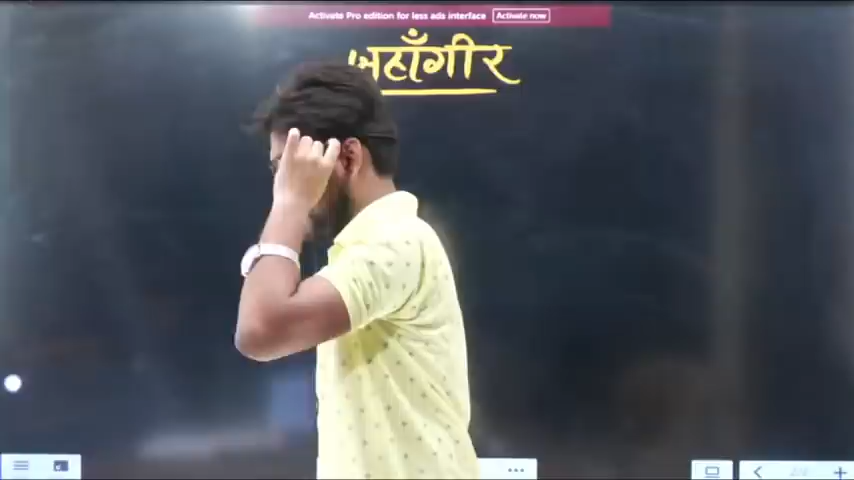 Activate Pro edition for less ads interface Activate now
जहाँगीर